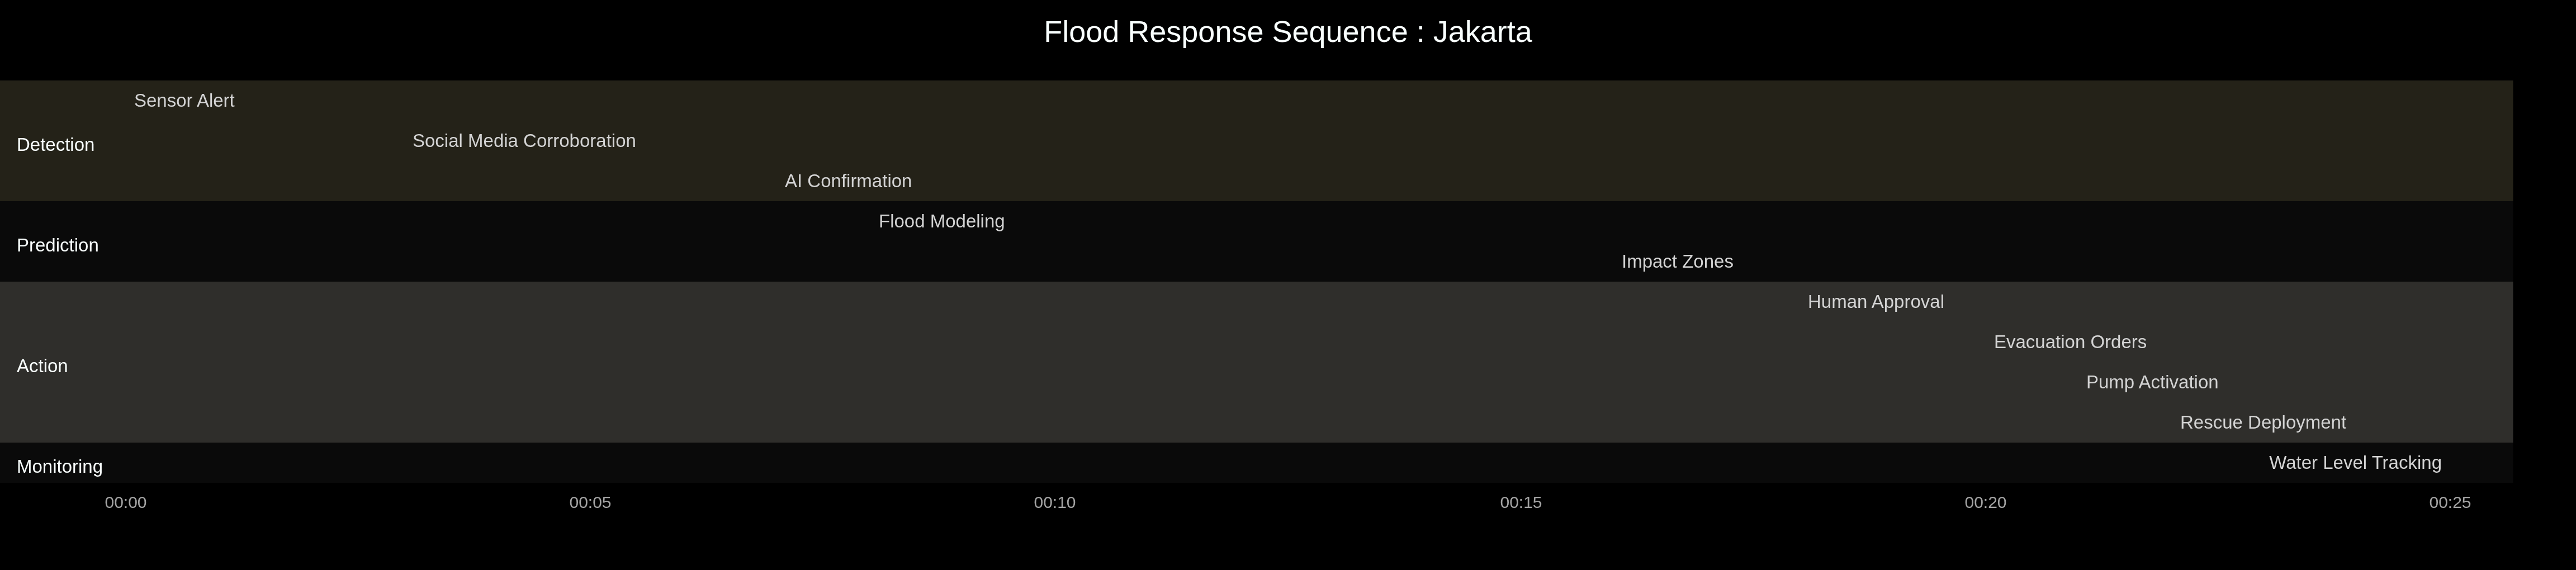 Flood Response Sequence : Jakarta
Sensor Alert
Detection
Social Media Corroboration
AI Confirmation
Flood Modeling
Prediction
Impact Zones
Human Approval
Evacuation Orders
Action
Pump Activation
Rescue Deployment
Monitoring
Water Level Tracking
00:00 00:05 00:10 00:15 00:20 00:25